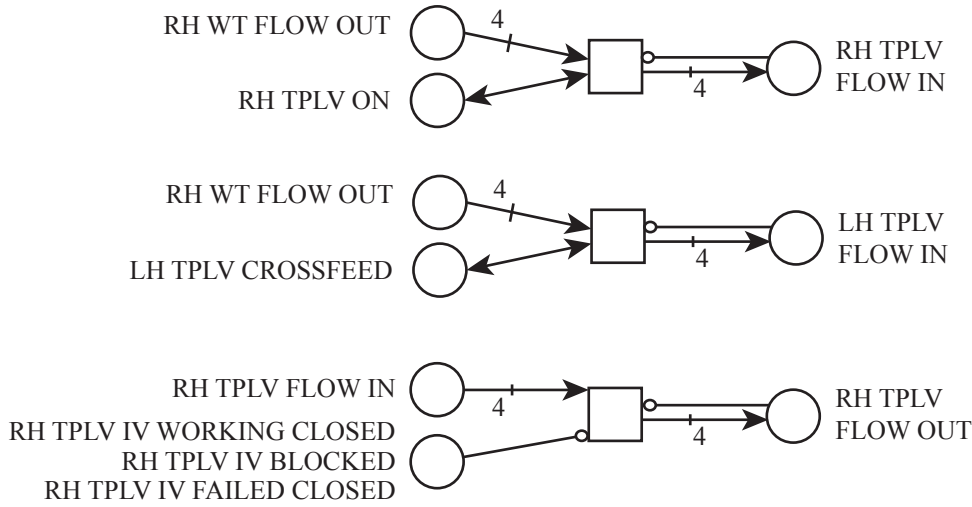 RH WT FLOW OUT
4
RH TPLV ON
4
RH TPLV
FLOW IN
RH WT FLOW OUT
4
LH TPLV CROSSFEED
4
LH TPLV
FLOW IN
RH TPLV FLOW IN
4
RH TPLV IV WORKING CLOSED
RH TPLV IV BLOCKED
RH TPLV IV FAILED CLOSED
4
RH TPLV
FLOW OUT